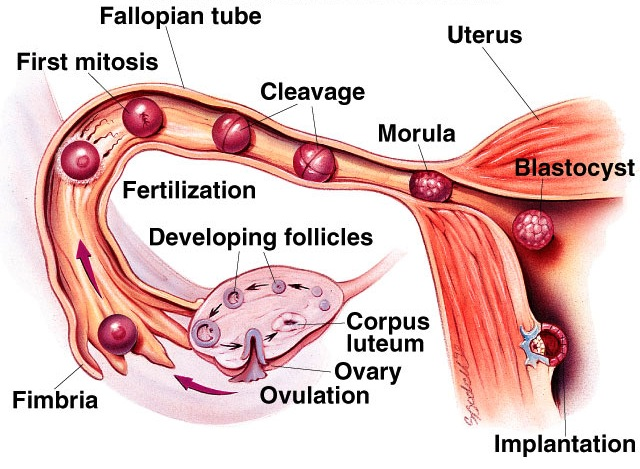 Fallopian tube
Uterus
First mitosis
Cleavage
Morula
Blastocyst
Fertilization
Developing follicles
Corpus
luteum
Ovary
Ovulation
Fimbria
Implantation